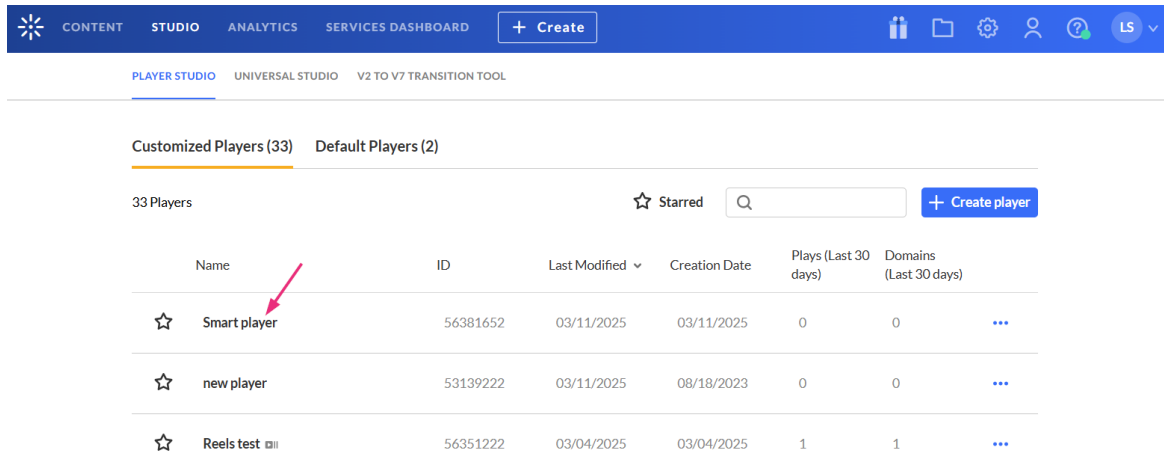 CONTENT STUDIO ANALYTICS SERVICES DASHBOARD + Create LS
PLAYER STUDIO UNIVERSAL STUDIO V2 TO V7 TRANSITION TOOL
Customized Players (33) Default Players (2)
33 Players Starred + Create player
Name ID Last Modified Creation Date Plays (Last 30 days) Domains (Last 30 days)
Smart player 56381652 03/11/2025 03/11/2025 0 0
new player 53139222 03/11/2025 08/18/2023 0 0
Reels test 56351222 03/04/2025 03/04/2025 1 1